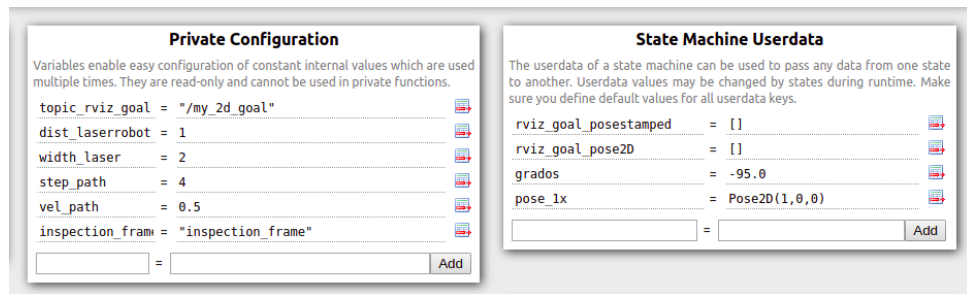 Private Configuration
Variables enable easy configuration of constant internal values which are used
multiple times. They are read-only and cannot be used in private functions.
topic_rviz_goal = "/my_2d_goal"
dist_laserrobot = 1
width_laser = 2
step_path = 4
vel_path = 0.5
inspection_frame = "inspection_frame"
= Add
State Machine Userdata
The userdata of a state machine can be used to pass any data from one state
to another. Userdata values may be changed by states during runtime. Make
sure you define default values for all userdata keys.
rviz_goal_posestamped = []
rviz_goal_pose2D = []
grados = -95.0
pose_1x = Pose2D(1,0,0)
= Add